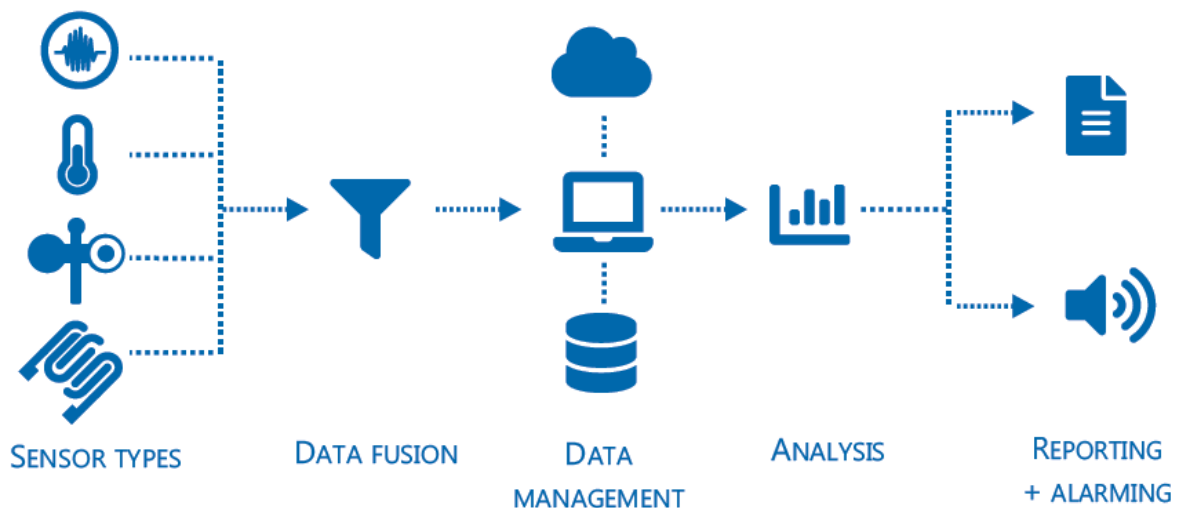 SENSOR TYPES
DATA FUSION
DATA
MANAGEMENT
ANALYSIS
REPORTING
+ ALARMING